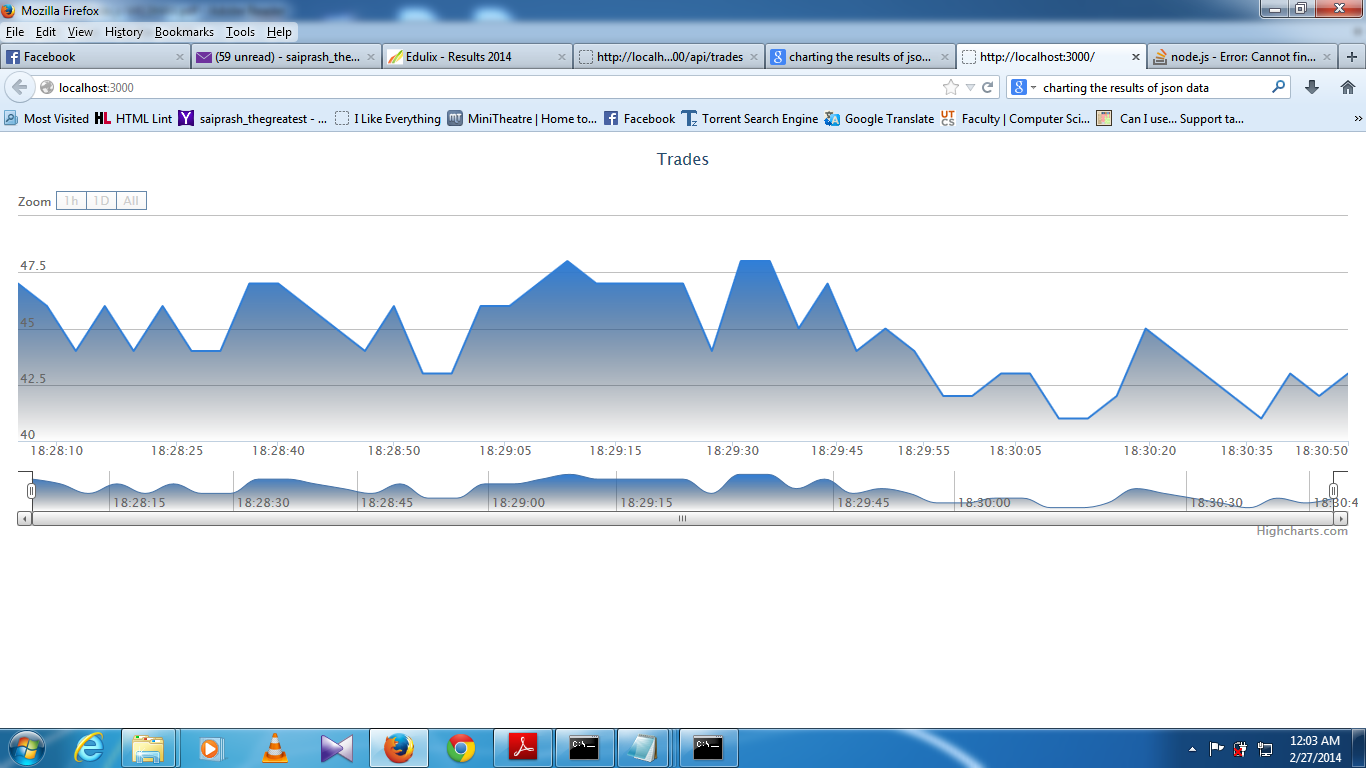 Mozilla Firefox
File Edit View History Bookmarks Tools Help
Facebook (59 unread) - saiprash_the... Edulix - Results 2014 http://localh...00/api/trades charting the results of jso... http://localhost:3000/ node.js - Error: Cannot fin...
localhost:3000 charting the results of json data
Most Visited HTML Lint saiprash_thegreatest - ... I Like Everything MiniTheatre | Home to... Facebook Torrent Search Engine Google Translate Faculty | Computer Sci... Can I use... Support ta... »
Trades
Zoom 1h 1D All
47.5
45
42.5
40
18:28:10 18:28:25 18:28:40 18:28:50 18:29:05 18:29:15 18:29:30 18:29:45 18:29:55 18:30:05 18:30:20 18:30:35 18:30:50
18:28:15 18:28:30 18:28:45 18:29:00 18:29:15 18:29:45 18:30:00 18:30:30 18:30:4
Highcharts.com
12:03 AM
2/27/2014